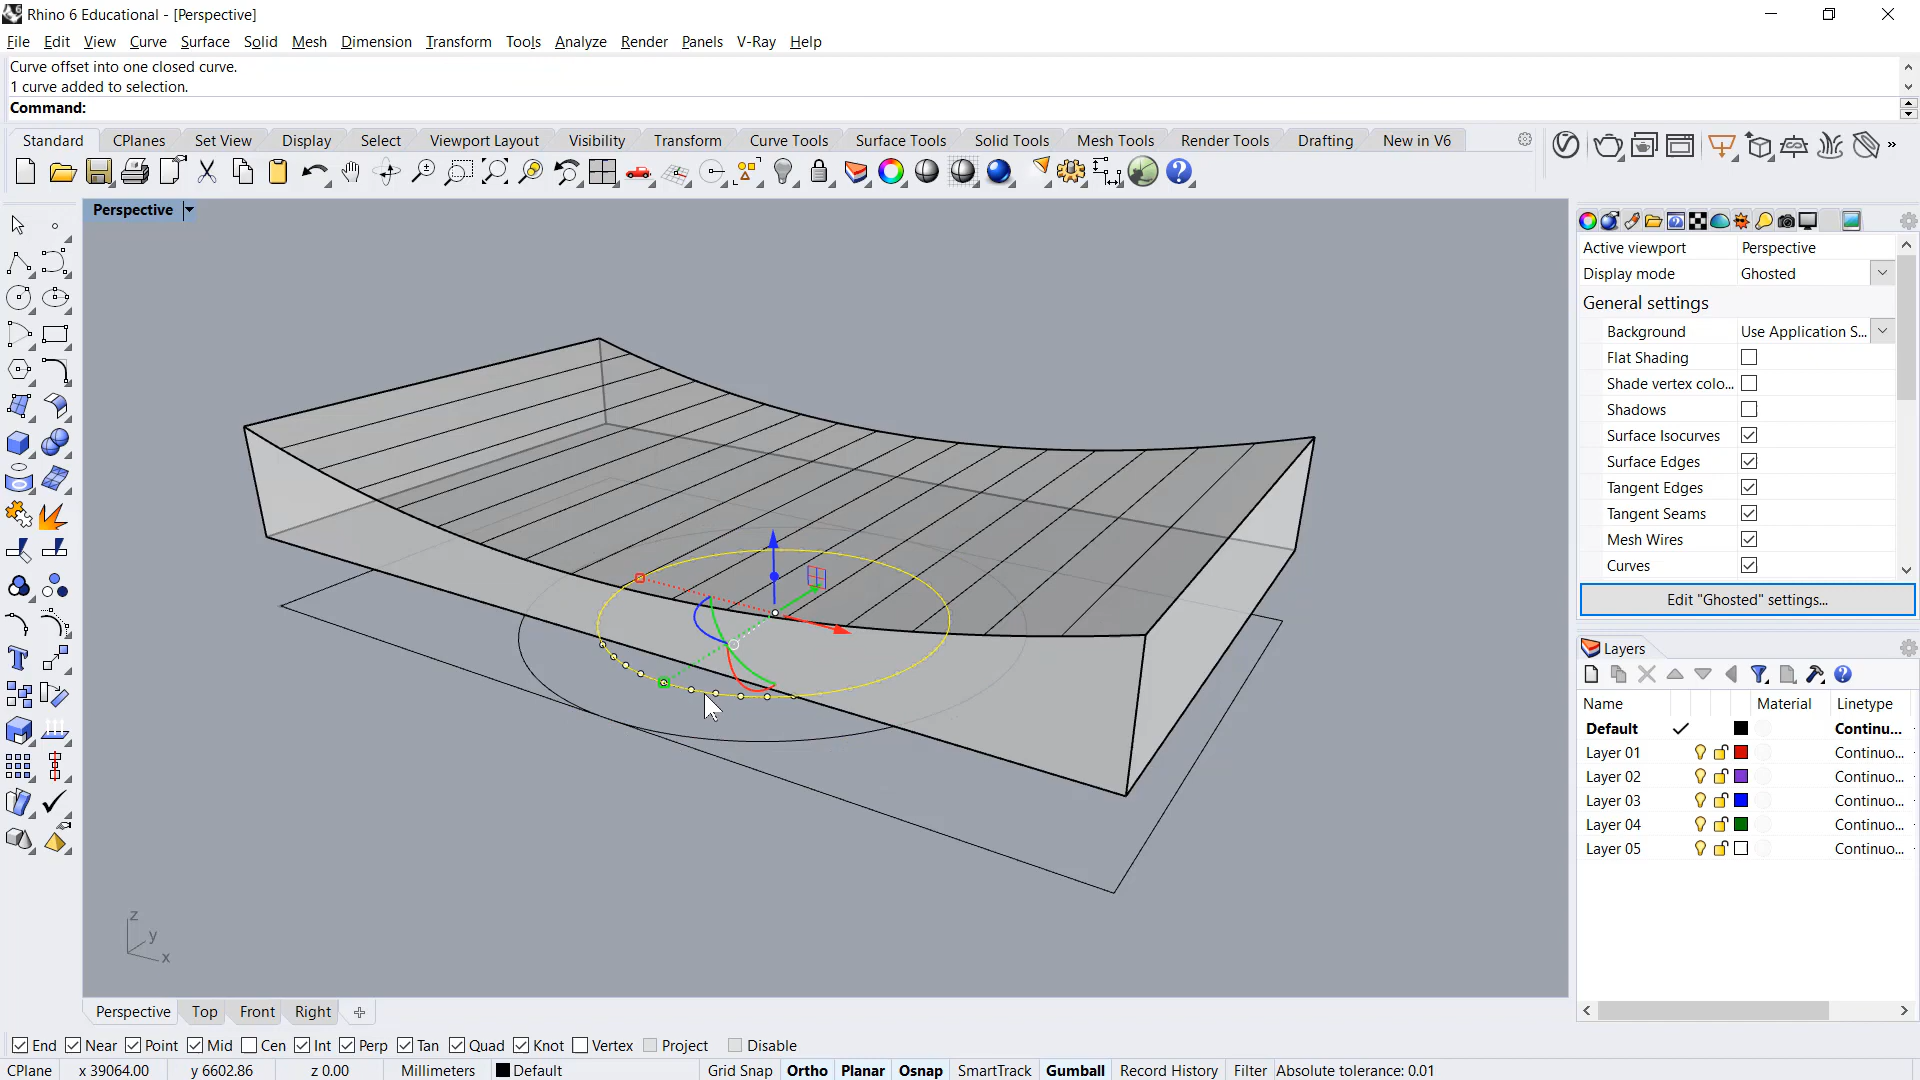 Rhino 6 Educational - [Perspective]
File Edit View Curve Surface Solid Mesh Dimension Transform Tools Analyze Render Panels V-Ray Help
Curve offset into one closed curve.
1 curve added to selection.
Command:
Standard CPlanes Set View Display Select Viewport Layout Visibility Transform Curve Tools Surface Tools Solid Tools Mesh Tools Render Tools Drafting New in V6
Perspective
Active viewport Perspective
Display mode Ghosted
General settings
Background Use Application S...
Flat Shading
Shade vertex colo...
Shadows
Surface Isocurves
Surface Edges
Tangent Edges
Tangent Seams
Mesh Wires
Curves
Edit "Ghosted" settings...
Layers
Name Material Linetype
Default Continu...
Layer 01 Continuo...
Layer 02 Continuo...
Layer 03 Continuo...
Layer 04 Continuo...
Layer 05 Continuo...
z
y
x
Perspective Top Front Right
End Near Point Mid Cen Int Perp Tan Quad Knot Vertex Project Disable
CPlane x 39064.00 y 6602.86 z 0.00 Millimeters Default Grid Snap Ortho Planar Osnap SmartTrack Gumball Record History Filter Absolute tolerance: 0.01